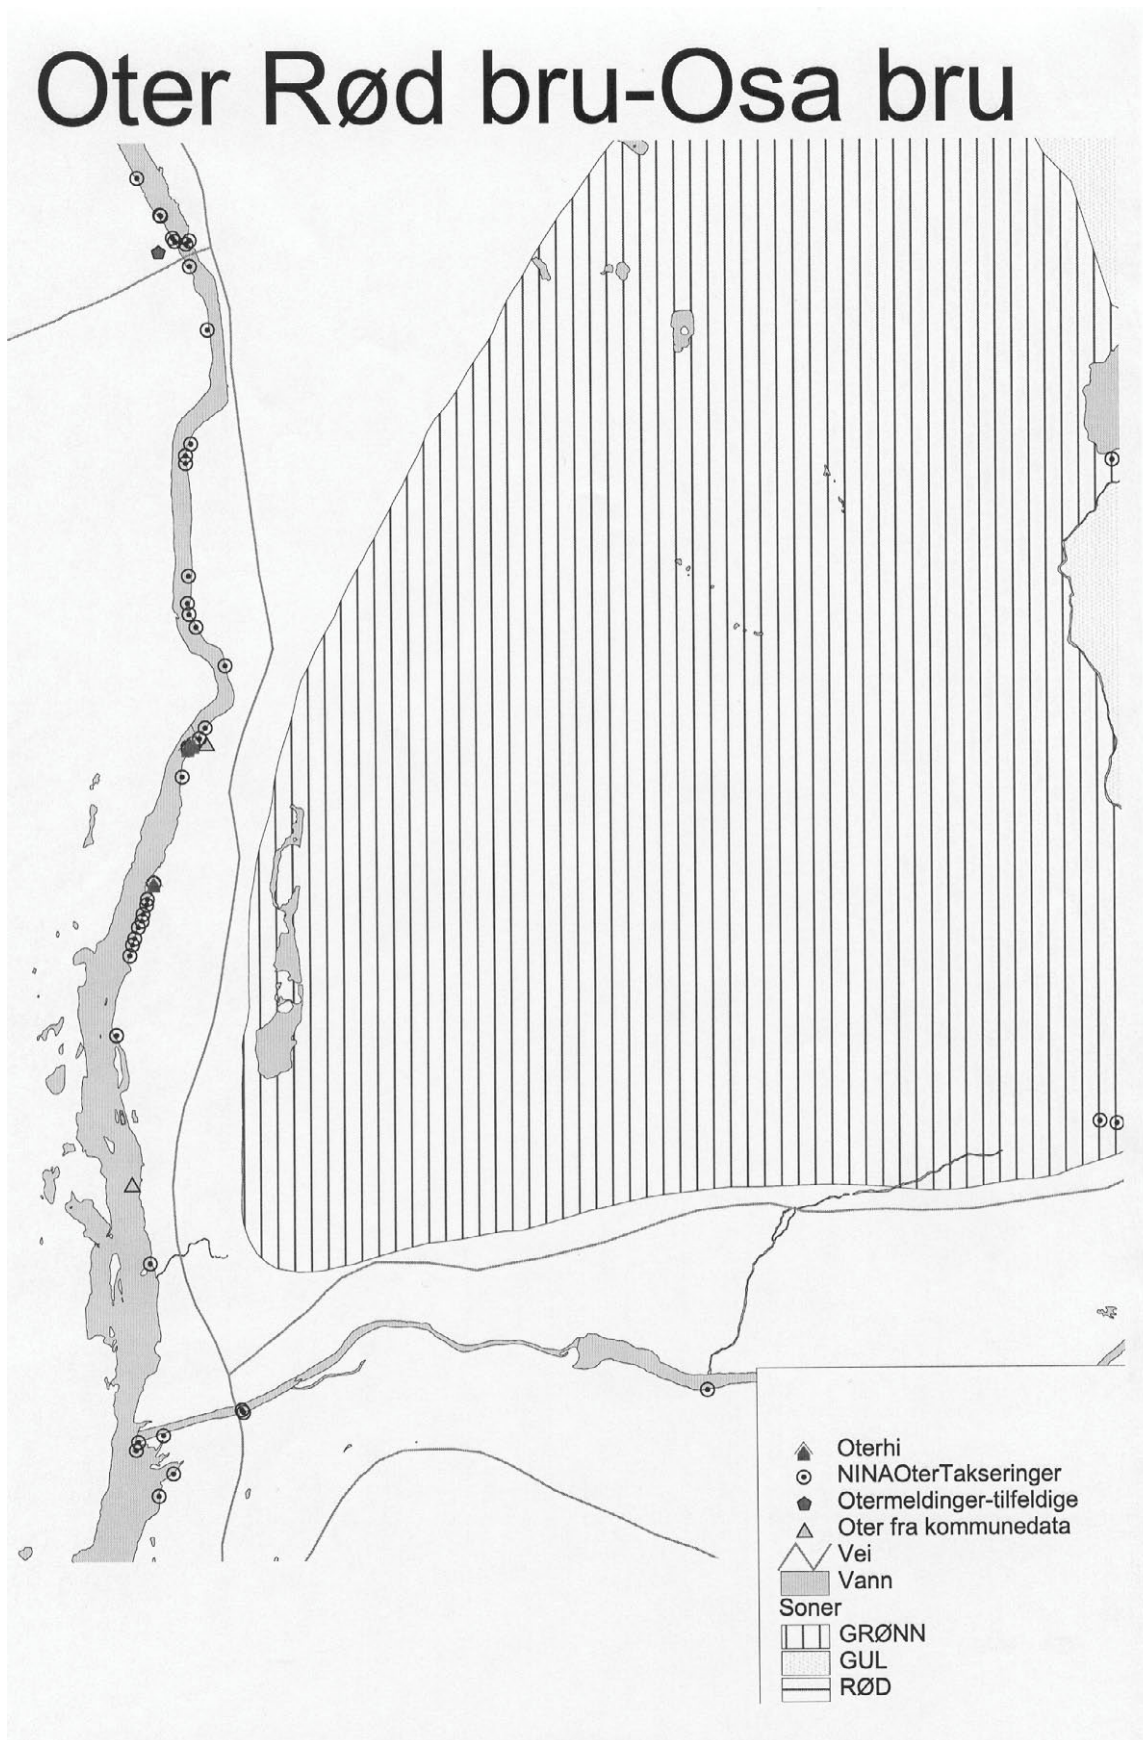 Oter Rød bru-Osa bru
Oterhi
NINAOterTakseringer
Otermeldinger-tilfeldige
Oter fra kommunedata
Vei
Vann
Soner
GRØNN
GUL
RØD